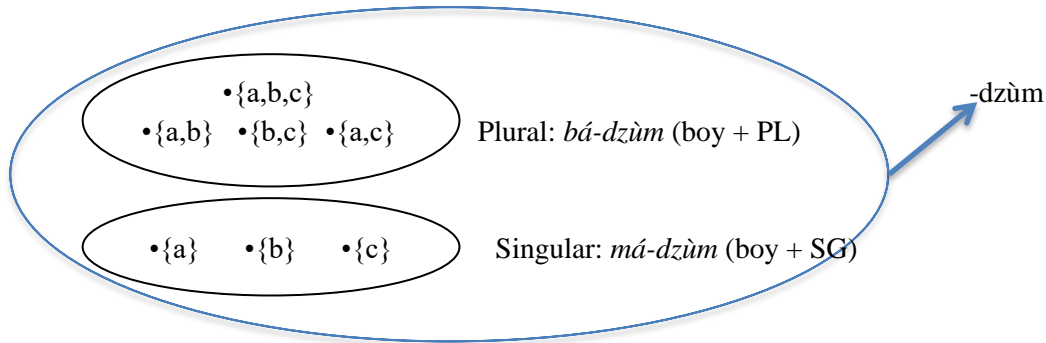 •{a,b,c}
-dzùm
•{a,b} •{b,c} •{a,c}
Plural: bá-dzùm (boy + PL)
•{a} •{b} •{c}
Singular: má-dzùm (boy + SG)